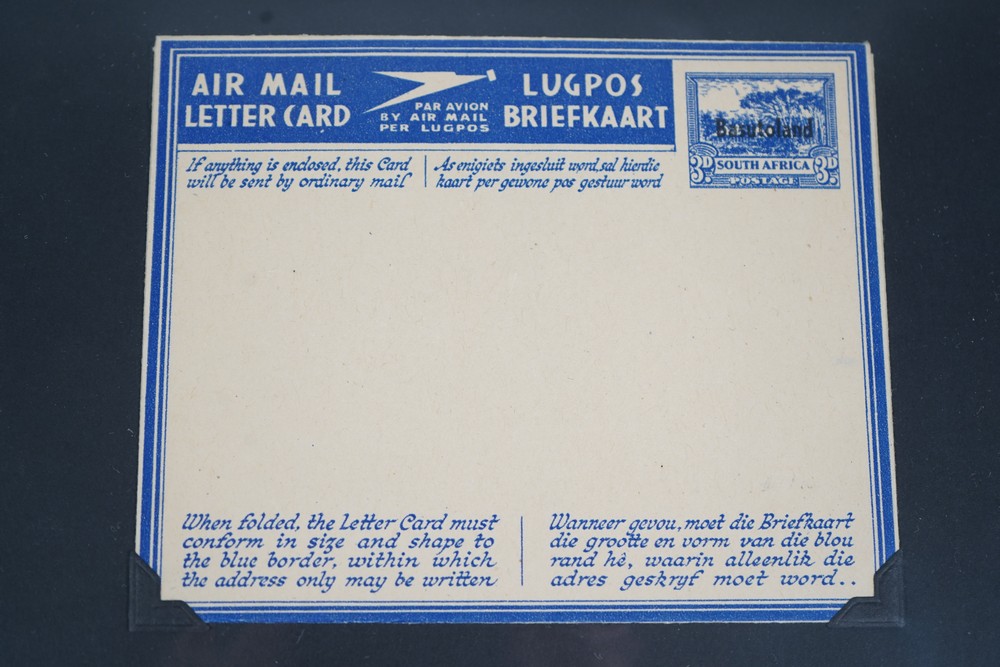 AIR MAIL
LETTER CARD
PAR AVION
BY AIR MAIL
PER LUGPOS
LUGPOS
BRIEFKAART
Basutoland
3D SOUTH AFRICA 3D
POSTAGE
If anything is enclosed, this Card
will be sent by ordinary mail
As enigiets ingesluit word, sal hierdie
kaart per gewone pos gestuur word
When folded, the Letter Card must
conform in size and shape to
the blue border, within which
the address only may be written
Wanneer gevou, moet die Briefkaart
die grootte en vorm van die blou
rand hê, waarin alleenlik die
adres geskryf moet word..